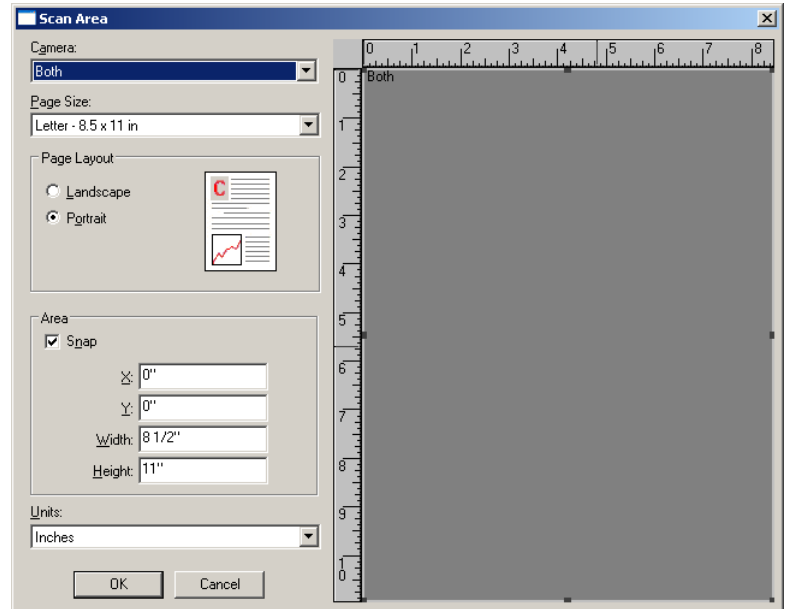 Scan Area
Camera:
Both
Page Size:
Letter - 8.5 x 11 in
Page Layout
C
Landscape
Portrait
Area
Snap
X: 0"
Y: 0"
Width: 8 1/2"
Height: 11"
Units:
Inches
OK Cancel
0 1 2 3 4 5 6 7 8
0
Both
1
2
3
4
5
6
7
8
9
10